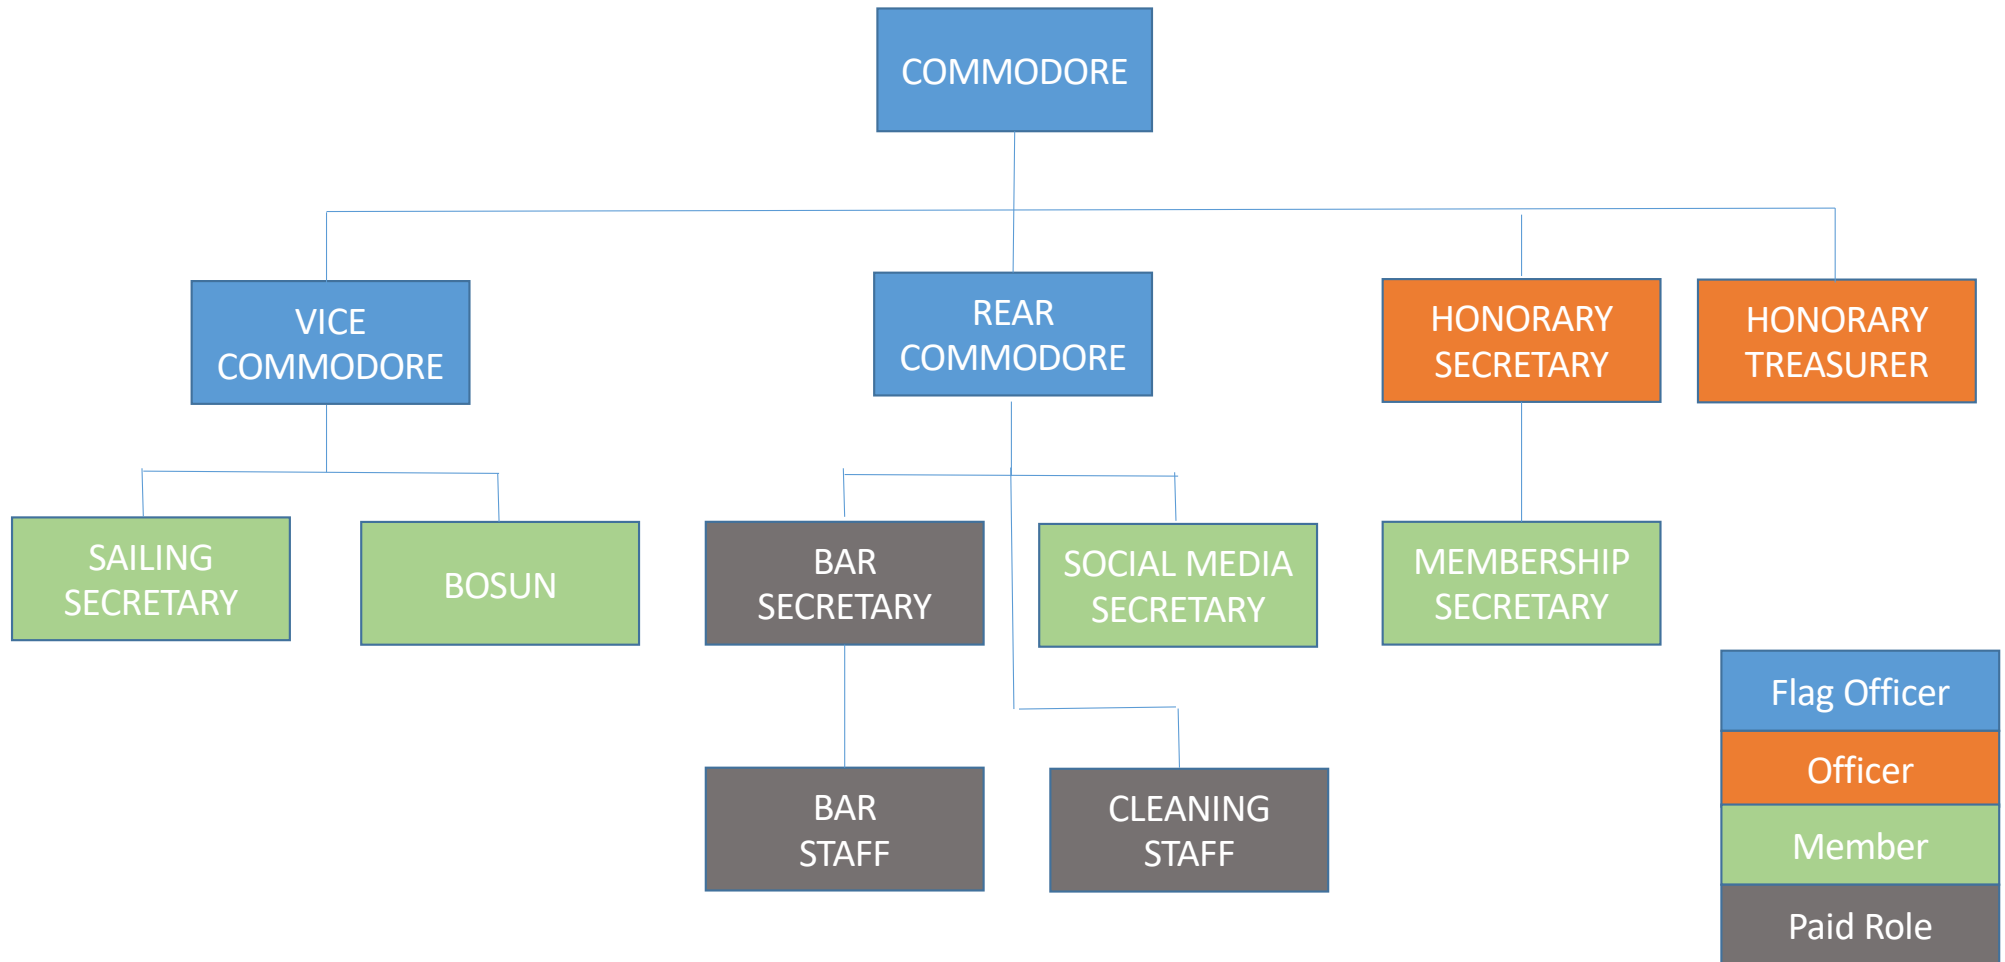 COMMODORE
VICE
COMMODORE
REAR
COMMODORE
HONORARY
SECRETARY
HONORARY
TREASURER
SAILING
SECRETARY
BOSUN
BAR
SECRETARY
SOCIAL MEDIA
SECRETARY
MEMBERSHIP
SECRETARY
BAR
STAFF
CLEANING
STAFF
Flag Officer
Officer
Member
Paid Role